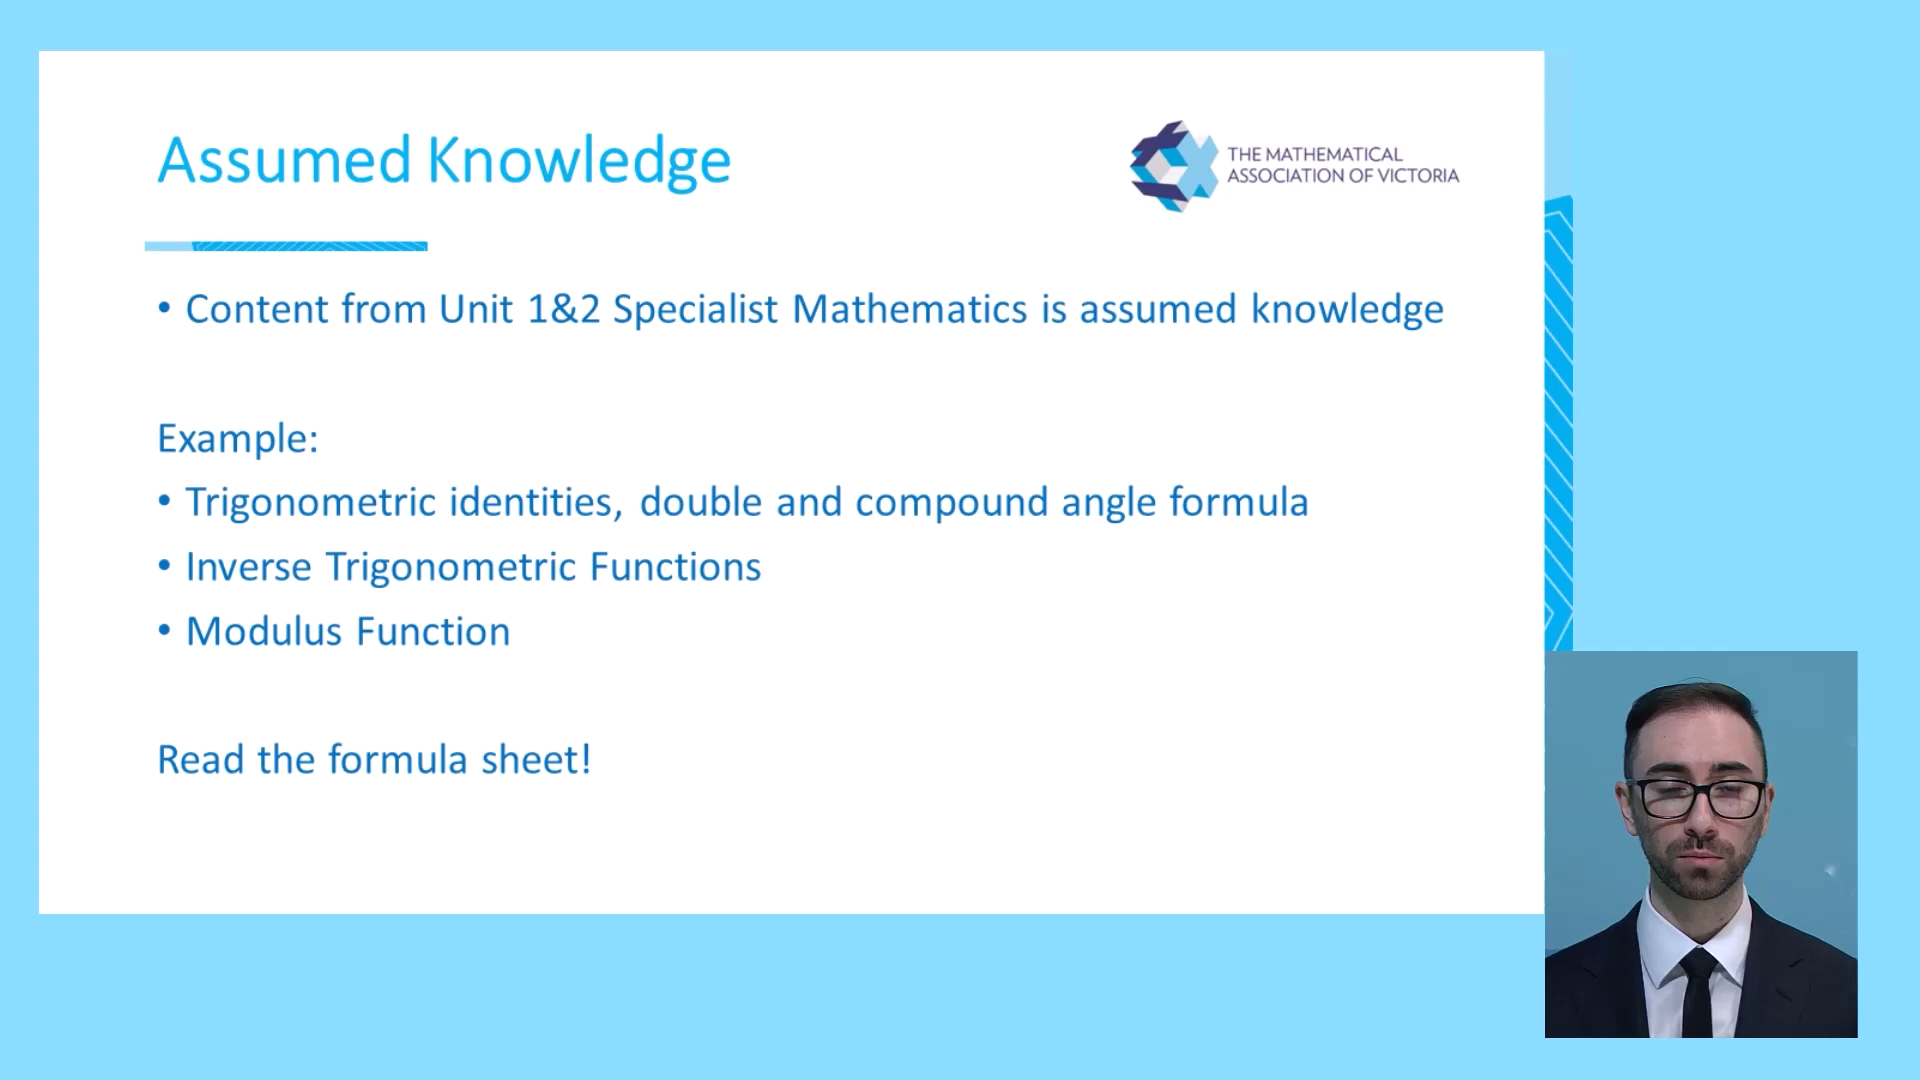 Assumed Knowledge
THE MATHEMATICAL
ASSOCIATION OF VICTORIA
• Content from Unit 1&2 Specialist Mathematics is assumed knowledge
Example:
• Trigonometric identities, double and compound angle formula
• Inverse Trigonometric Functions
• Modulus Function
Read the formula sheet!